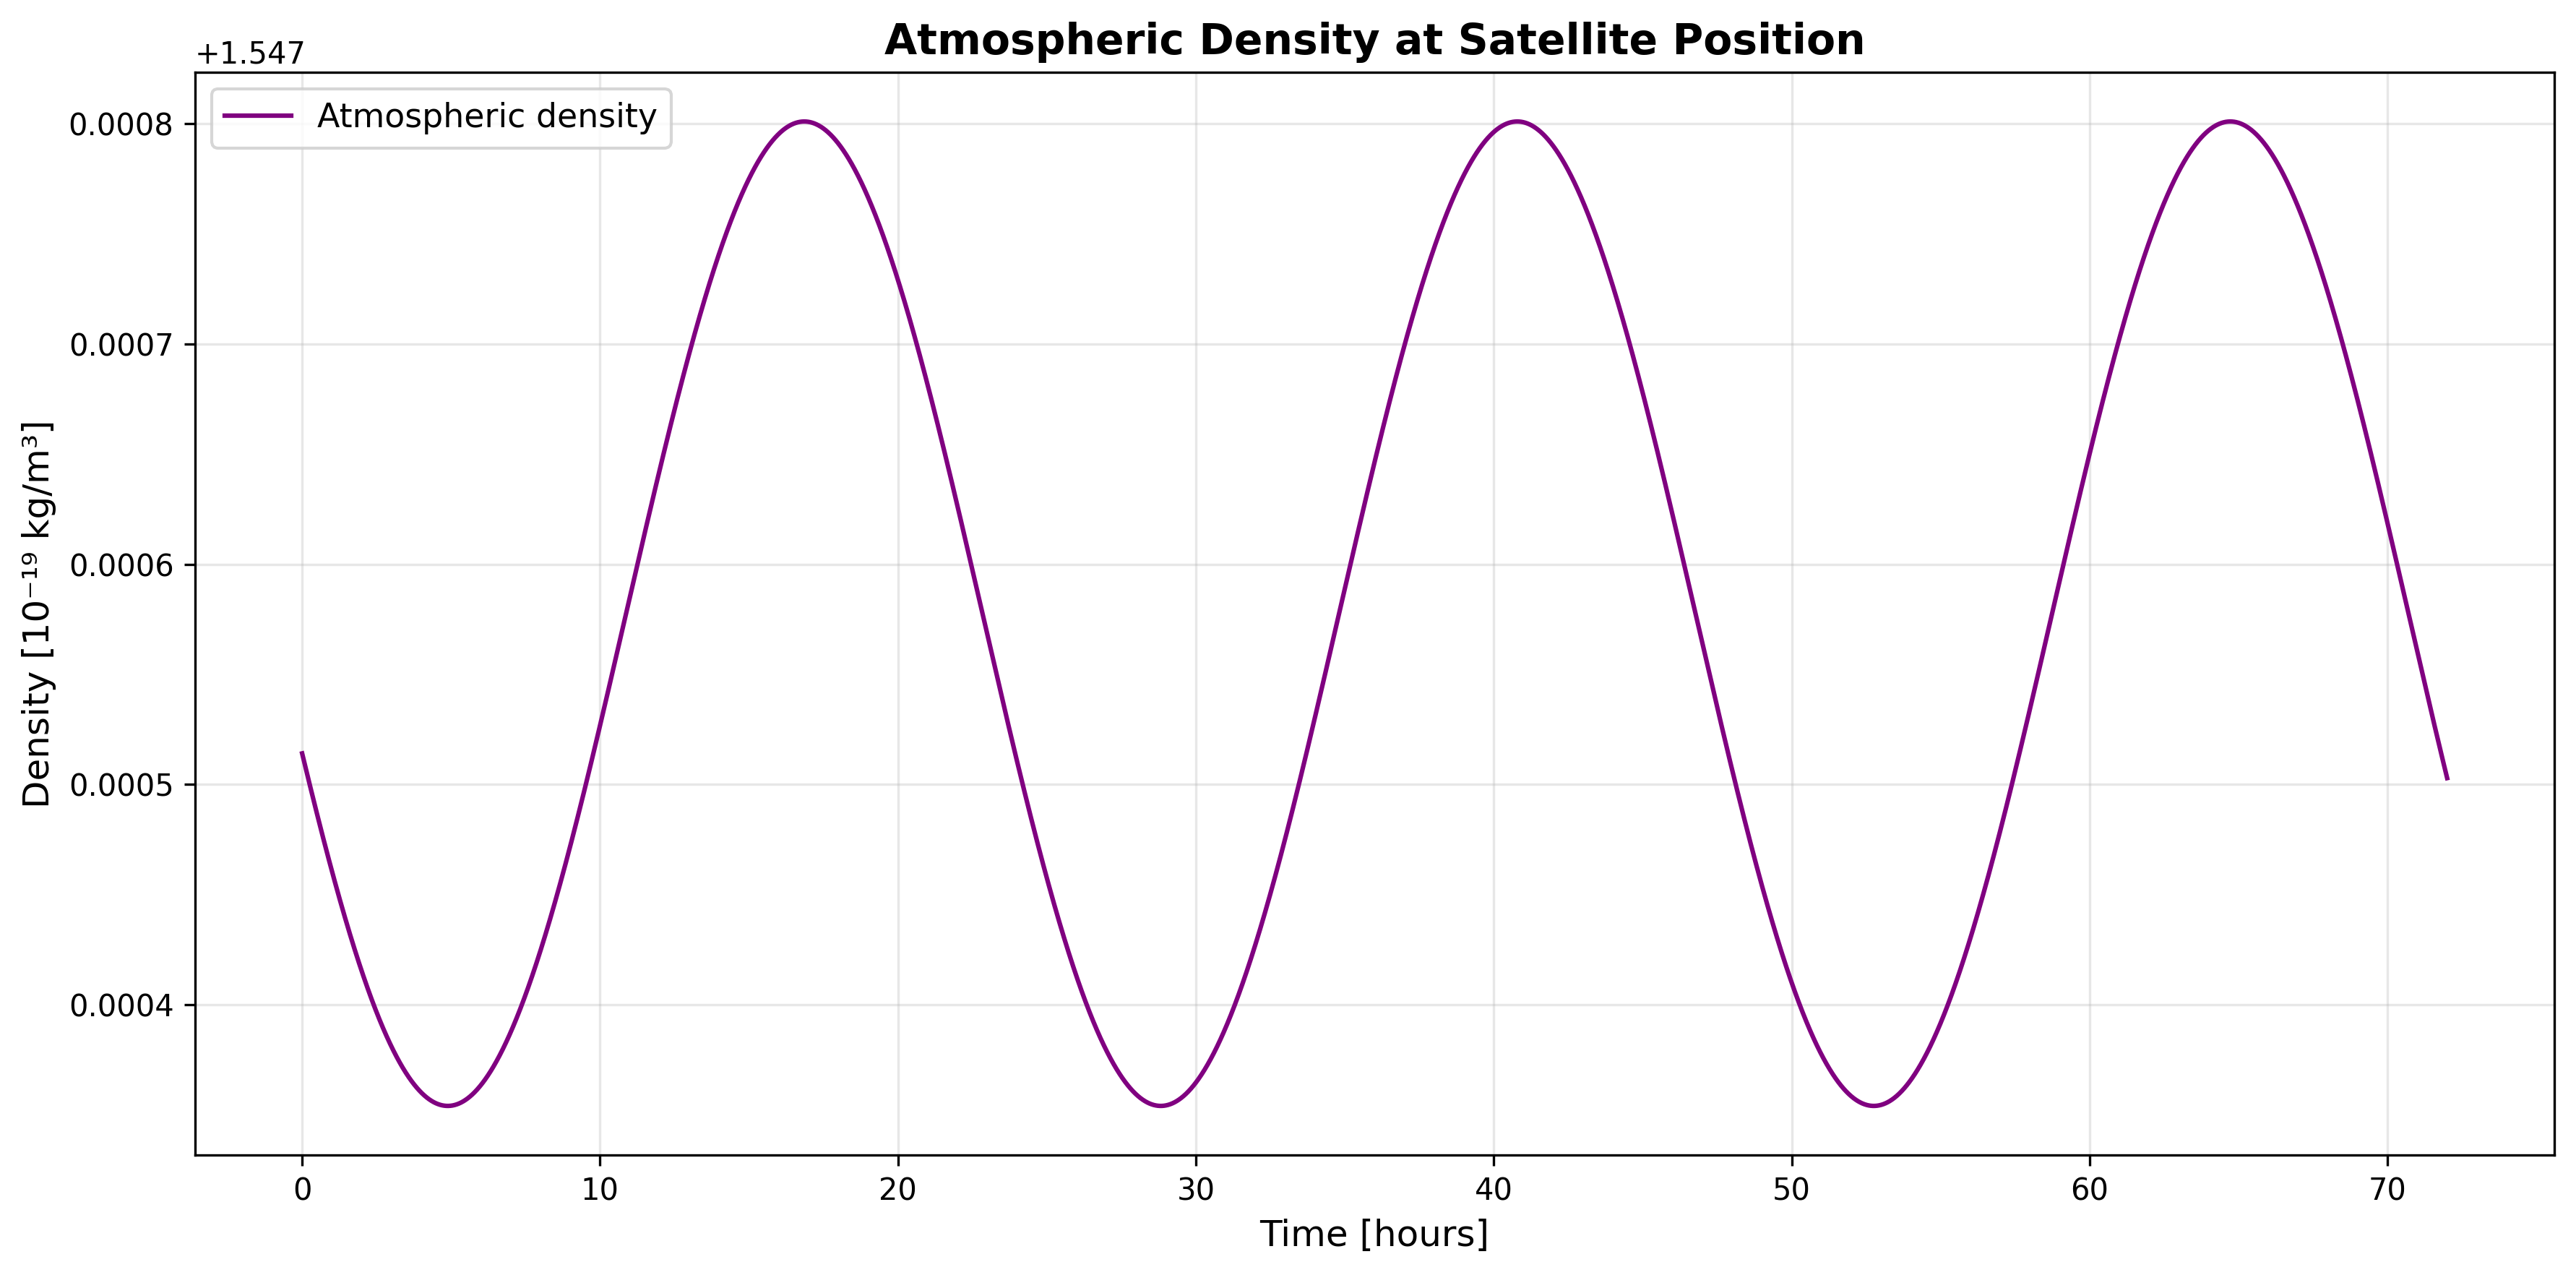 Atmospheric Density at Satellite Position
+1.547
Atmospheric density
0.0008
0.0007
0.0006
0.0005
0.0004
Density [10⁻¹⁹ kg/m³]
0 10 20 30 40 50 60 70
Time [hours]